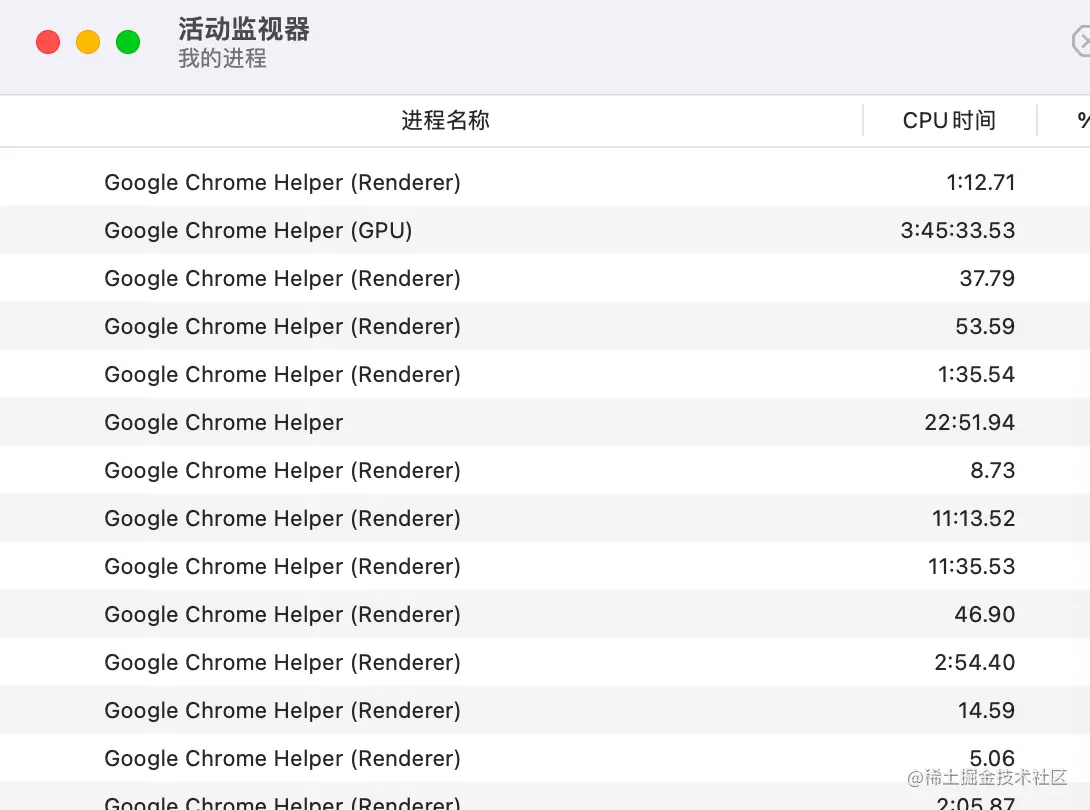 活动监视器
我的进程
进程名称 CPU时间 %
Google Chrome Helper (Renderer) 1:12.71
Google Chrome Helper (GPU) 3:45:33.53
Google Chrome Helper (Renderer) 37.79
Google Chrome Helper (Renderer) 53.59
Google Chrome Helper (Renderer) 1:35.54
Google Chrome Helper 22:51.94
Google Chrome Helper (Renderer) 8.73
Google Chrome Helper (Renderer) 11:13.52
Google Chrome Helper (Renderer) 11:35.53
Google Chrome Helper (Renderer) 46.90
Google Chrome Helper (Renderer) 2:54.40
Google Chrome Helper (Renderer) 14.59
Google Chrome Helper (Renderer) 5.06
@稀土掘金技术社区
Google Chrome Helper (Renderer) 2:05.87